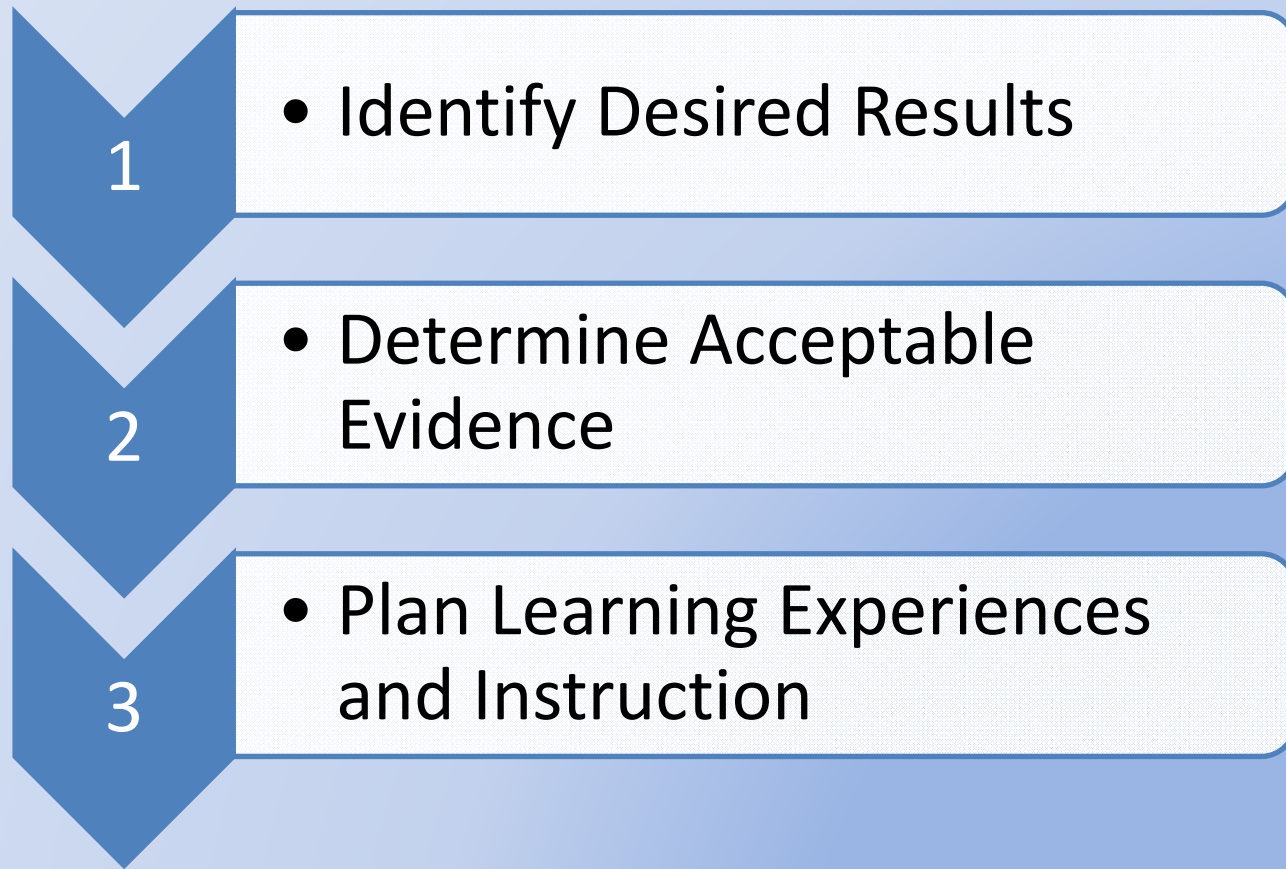 1
• Identify Desired Results
2
• Determine Acceptable
Evidence
3
• Plan Learning Experiences
and Instruction